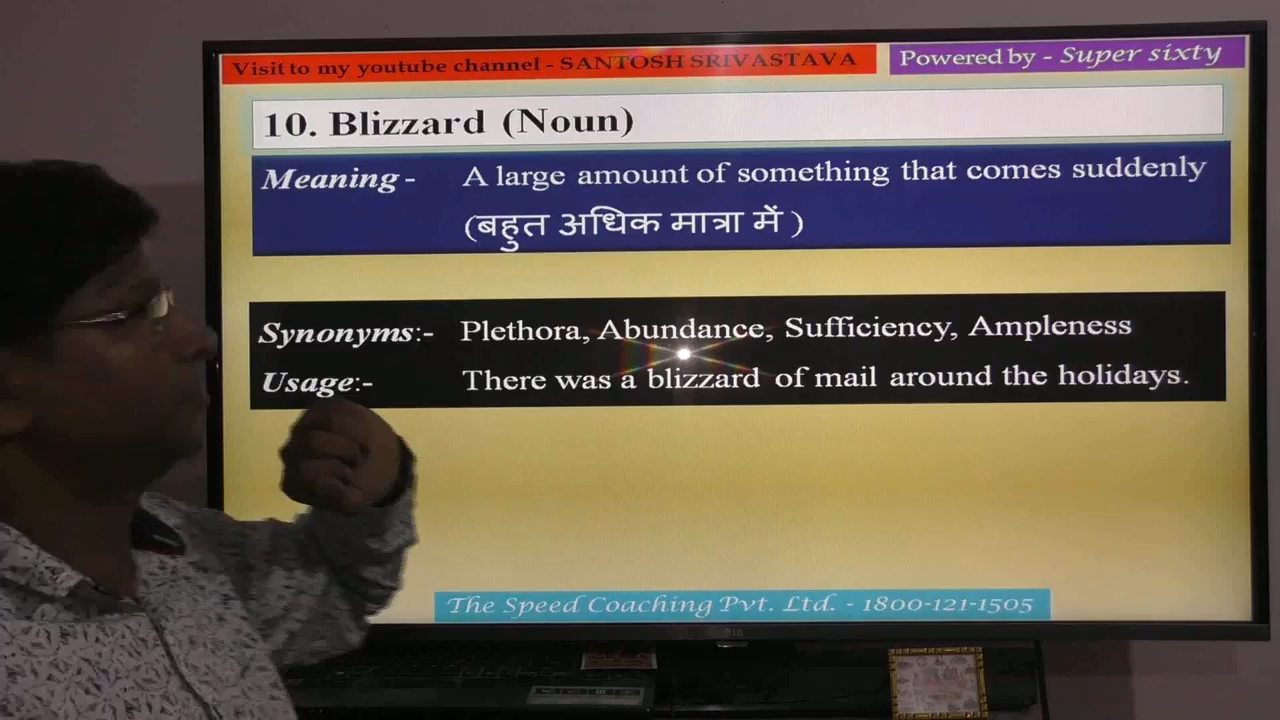 Visit to my youtube channel - SANTOSH SRIVASTAVA
Powered by - Super sixty
10. Blizzard (Noun)
Meaning - A large amount of something that comes suddenly
(बहुत अधिक मात्रा में )
Synonyms:- Plethora, Abundance, Sufficiency, Ampleness
Usage:- There was a blizzard of mail around the holidays.
The Speed Coaching Pvt. Ltd. - 1800-121-1505
LG